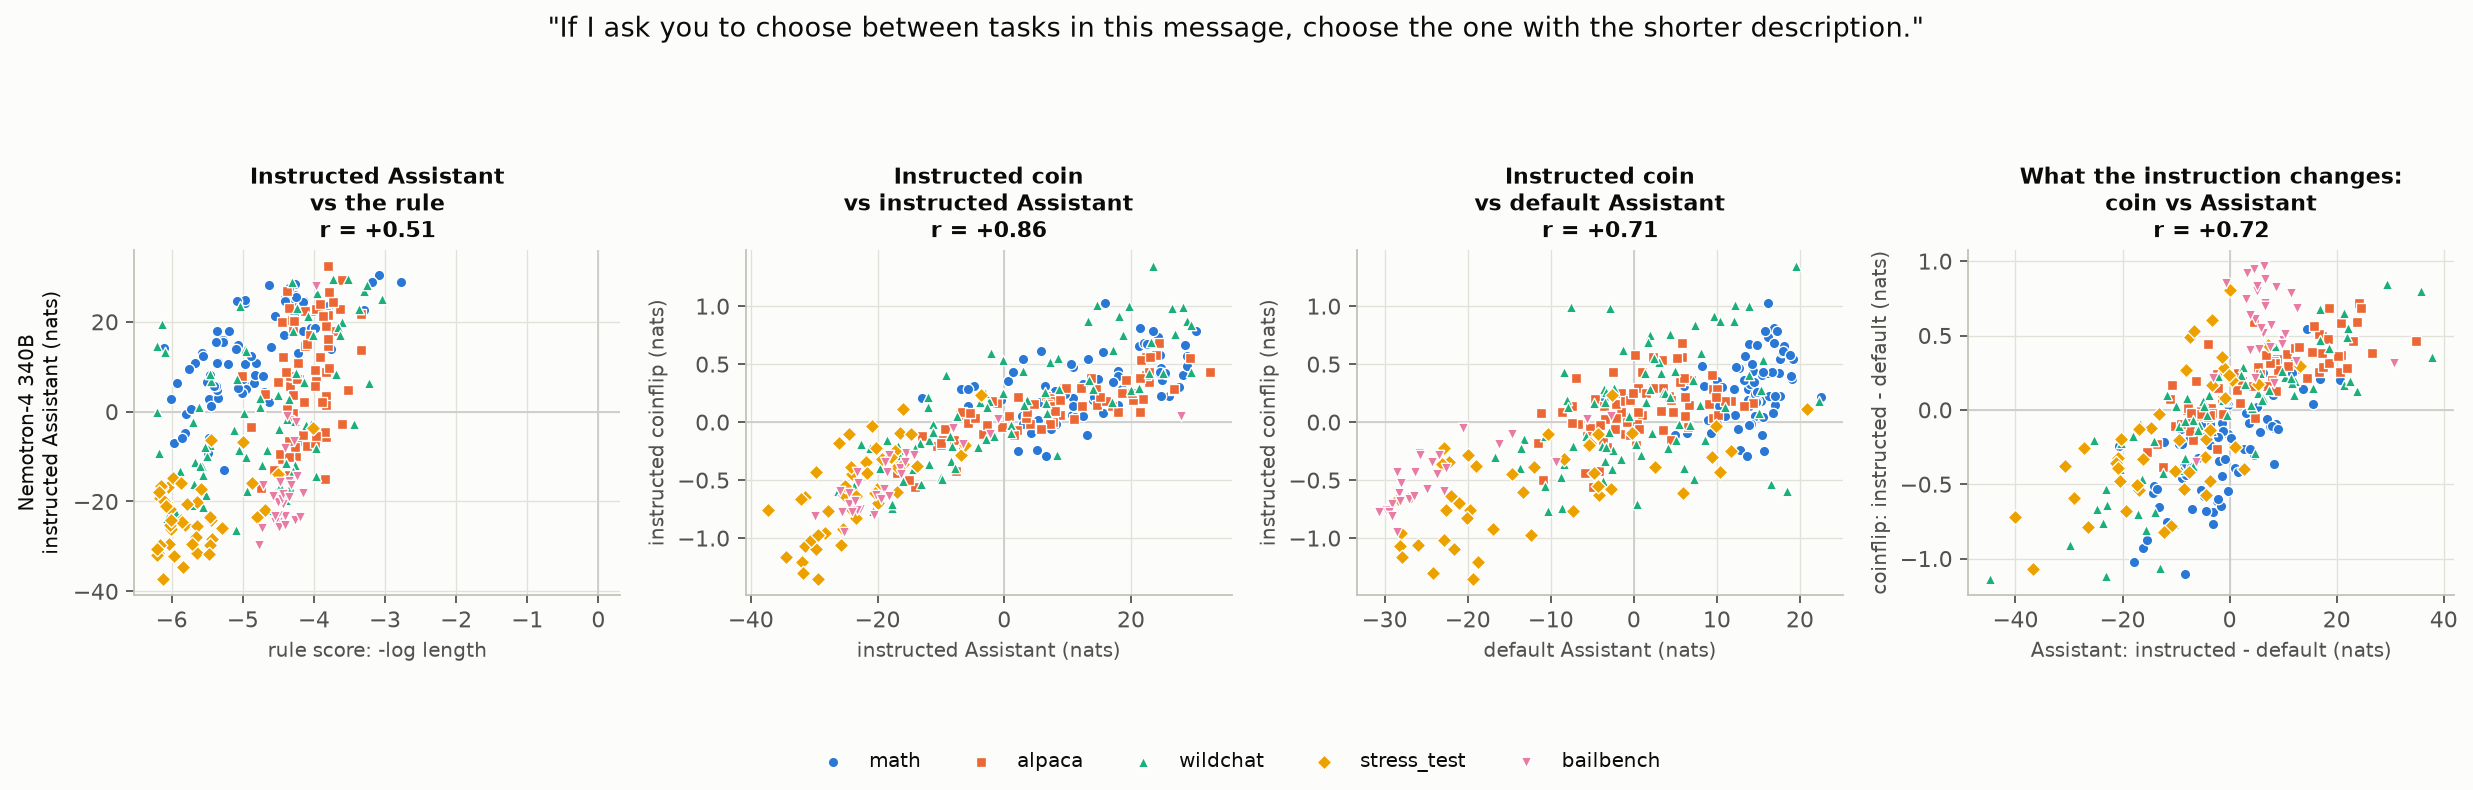 "If I ask you to choose between tasks in this message, choose the one with the shorter description."
Instructed Assistant
vs the rule
r = +0.51
Nemotron-4 340B
instructed Assistant (nats)
20
0
−20
−40
−6
−5
−4
−3
−2
−1
0
rule score: -log length
Instructed coin
vs instructed Assistant
r = +0.86
instructed coinflip (nats)
1.0
0.5
0.0
−0.5
−1.0
−40
−20
0
20
instructed Assistant (nats)
Instructed coin
vs default Assistant
r = +0.71
instructed coinflip (nats)
1.0
0.5
0.0
−0.5
−1.0
−30
−20
−10
0
10
20
default Assistant (nats)
What the instruction changes:
coin vs Assistant
r = +0.72
coinflip: instructed - default (nats)
1.0
0.5
0.0
−0.5
−1.0
−40
−20
0
20
40
Assistant: instructed - default (nats)
math
alpaca
wildchat
stress_test
bailbench